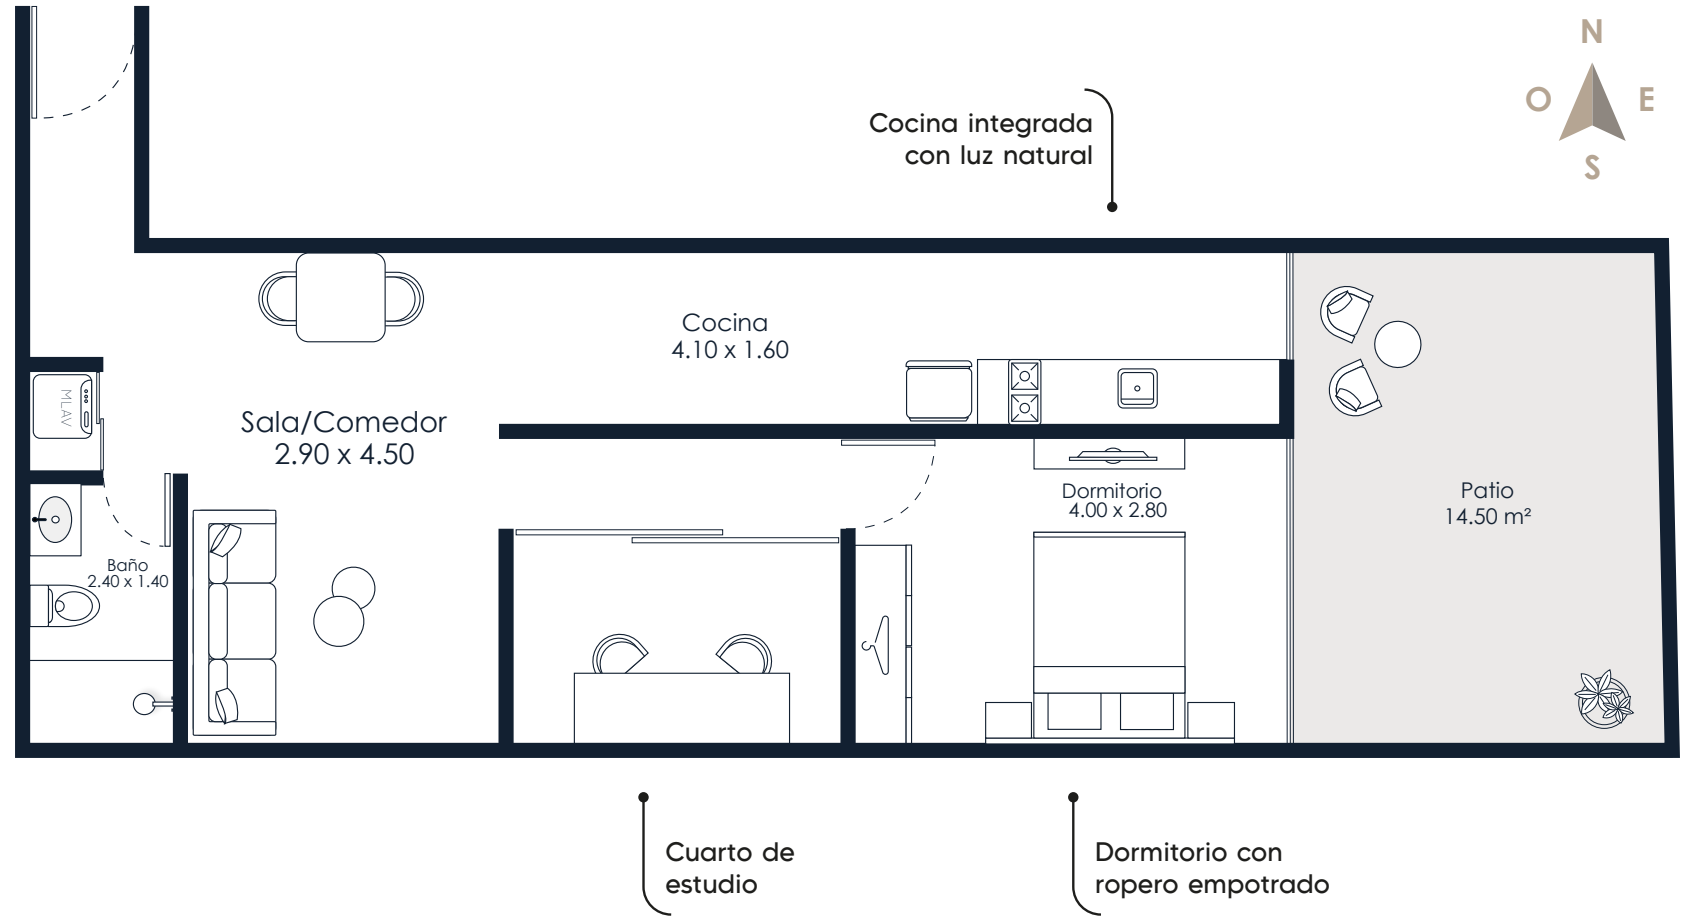 N
O
E
S
Cocina integrada
con luz natural
Cocina
4.10 x 1.60
MLAV
Sala/Comedor
2.90 x 4.50
Dormitorio
4.00 x 2.80
Patio
14.50 m²
Baño
2.40 x 1.40
Cuarto de
estudio
Dormitorio con
ropero empotrado